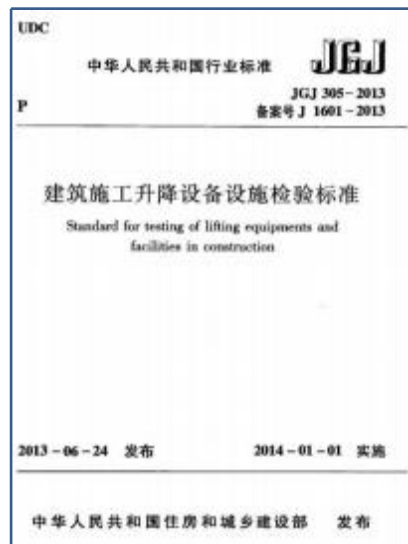 UDC
中华人民共和国行业标准 JGJ
JGJ 305-2013
P 备案号 J 1601-2013
建筑施工升降设备设施检验标准
Standard for testing of lifting equipments and
facilities in construction
2013-06-24 发布 2014-01-01 实施
中华人民共和国住房和城乡建设部 发布